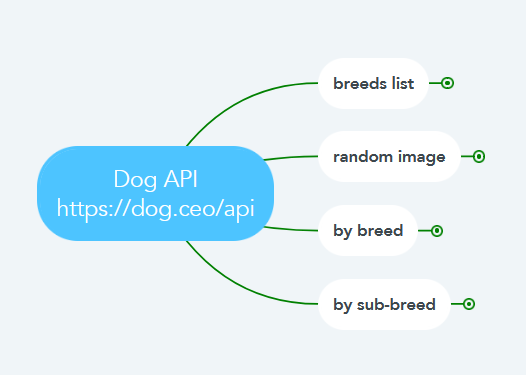 Dog API
https://dog.ceo/api
breeds list
random image
by breed
by sub-breed